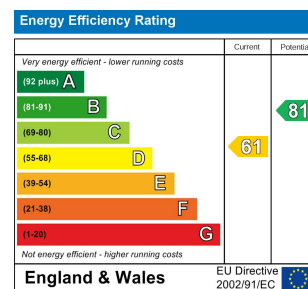 Energy Efficiency Rating
Current
Potentia
Very energy efficient - lower running costs
(92 plus) A
(81-91) B
81
(69-80) C
61
(55-68) D
(39-54) E
(21-38) F
(1-20) G
Not energy efficient - higher running costs
England & Wales
EU Directive
2002/91/EC